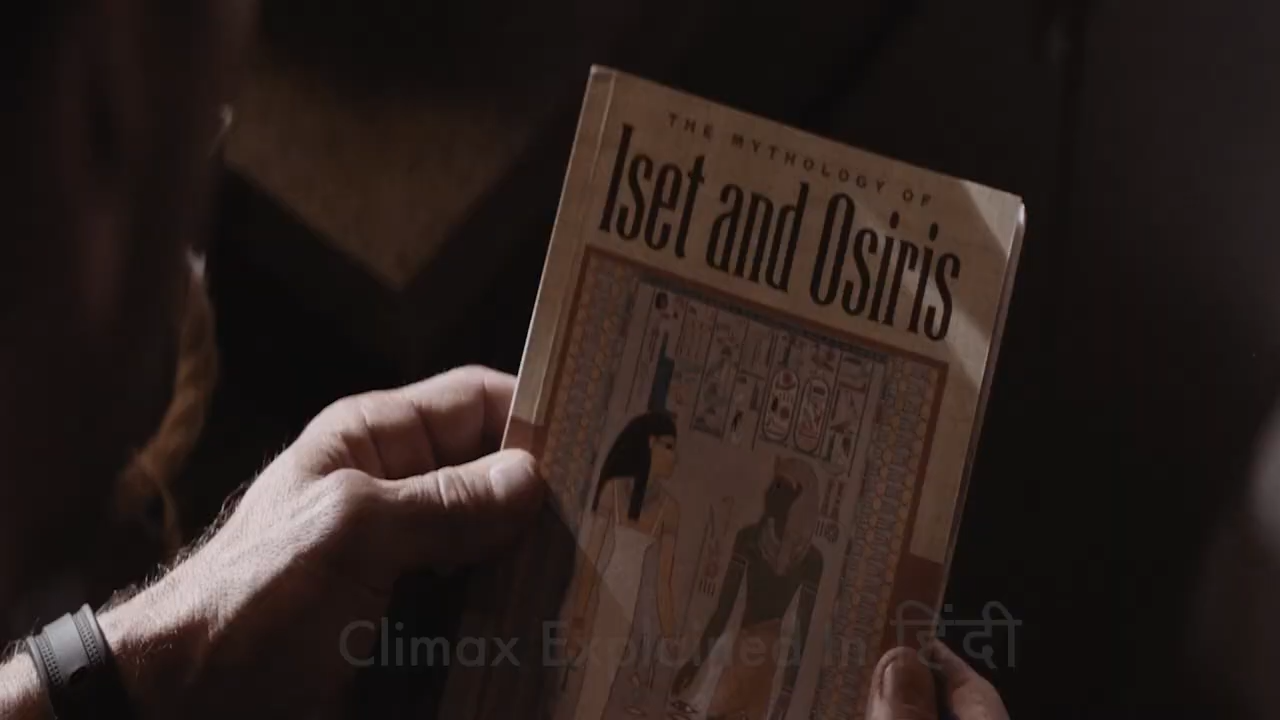 THE MYTHOLOGY OF
Iset and Osiris
Climax Explained in हिंदी